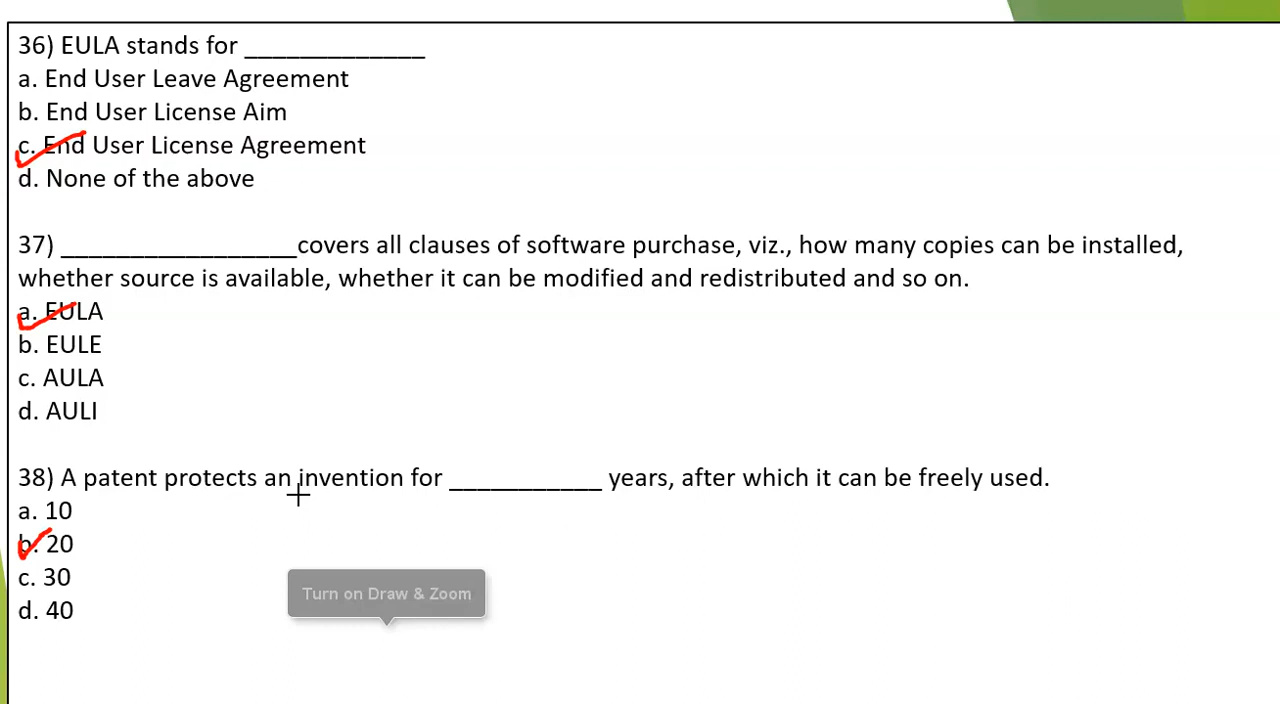 36) EULA stands for _____________
a. End User Leave Agreement
b. End User License Aim
c. End User License Agreement
d. None of the above
37) _________________covers all clauses of software purchase, viz., how many copies can be installed,
whether source is available, whether it can be modified and redistributed and so on.
a. EULA
b. EULE
c. AULA
d. AULI
38) A patent protects an invention for ___________ years, after which it can be freely used.
a. 10
b. 20
c. 30
d. 40
Turn on Draw & Zoom